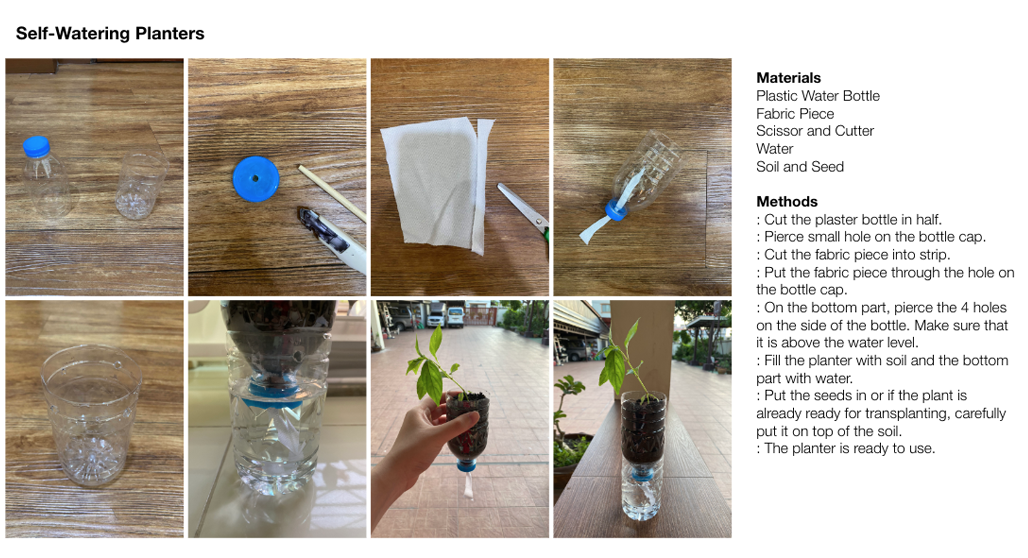 Self-Watering Planters
Materials
Plastic Water Bottle
Fabric Piece
Scissor and Cutter
Water
Soil and Seed
Methods
: Cut the plaster bottle in half.
: Pierce small hole on the bottle cap.
: Cut the fabric piece into strip.
: Put the fabric piece through the hole on
the bottle cap.
: On the bottom part, pierce the 4 holes
on the side of the bottle. Make sure that
it is above the water level.
: Fill the planter with soil and the bottom
part with water.
: Put the seeds in or if the plant is
already ready for transplanting, carefully
put it on top of the soil.
: The planter is ready to use.